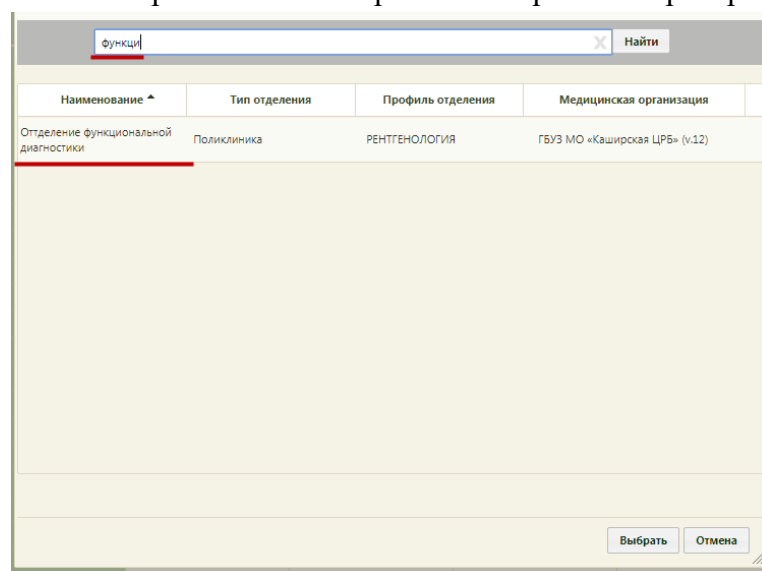 функци
X Найти
Наименование Тип отделения Профиль отделения Медицинская организация
Оттделение функциональной
диагностики
Поликлиника
РЕНТГЕНОЛОГИЯ
ГБУЗ МО «Каширская ЦРБ» (v.12)
Выбрать Отмена